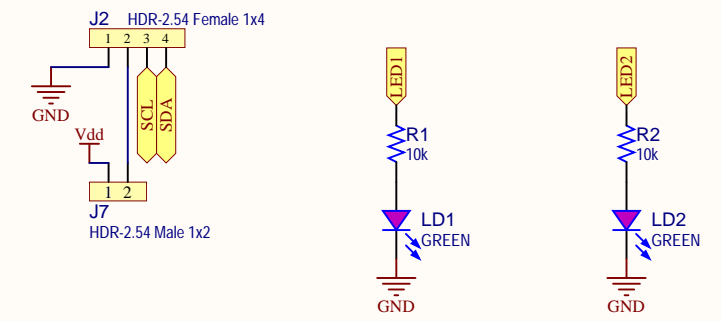 J2 HDR-2.54 Female 1x4
1 2 3 4
GND
SCL
SDA
Vdd
1 2
J7
HDR-2.54 Male 1x2
LED1
R1
10k
LD1
GREEN
GND
LED2
R2
10k
LD2
GREEN
GND